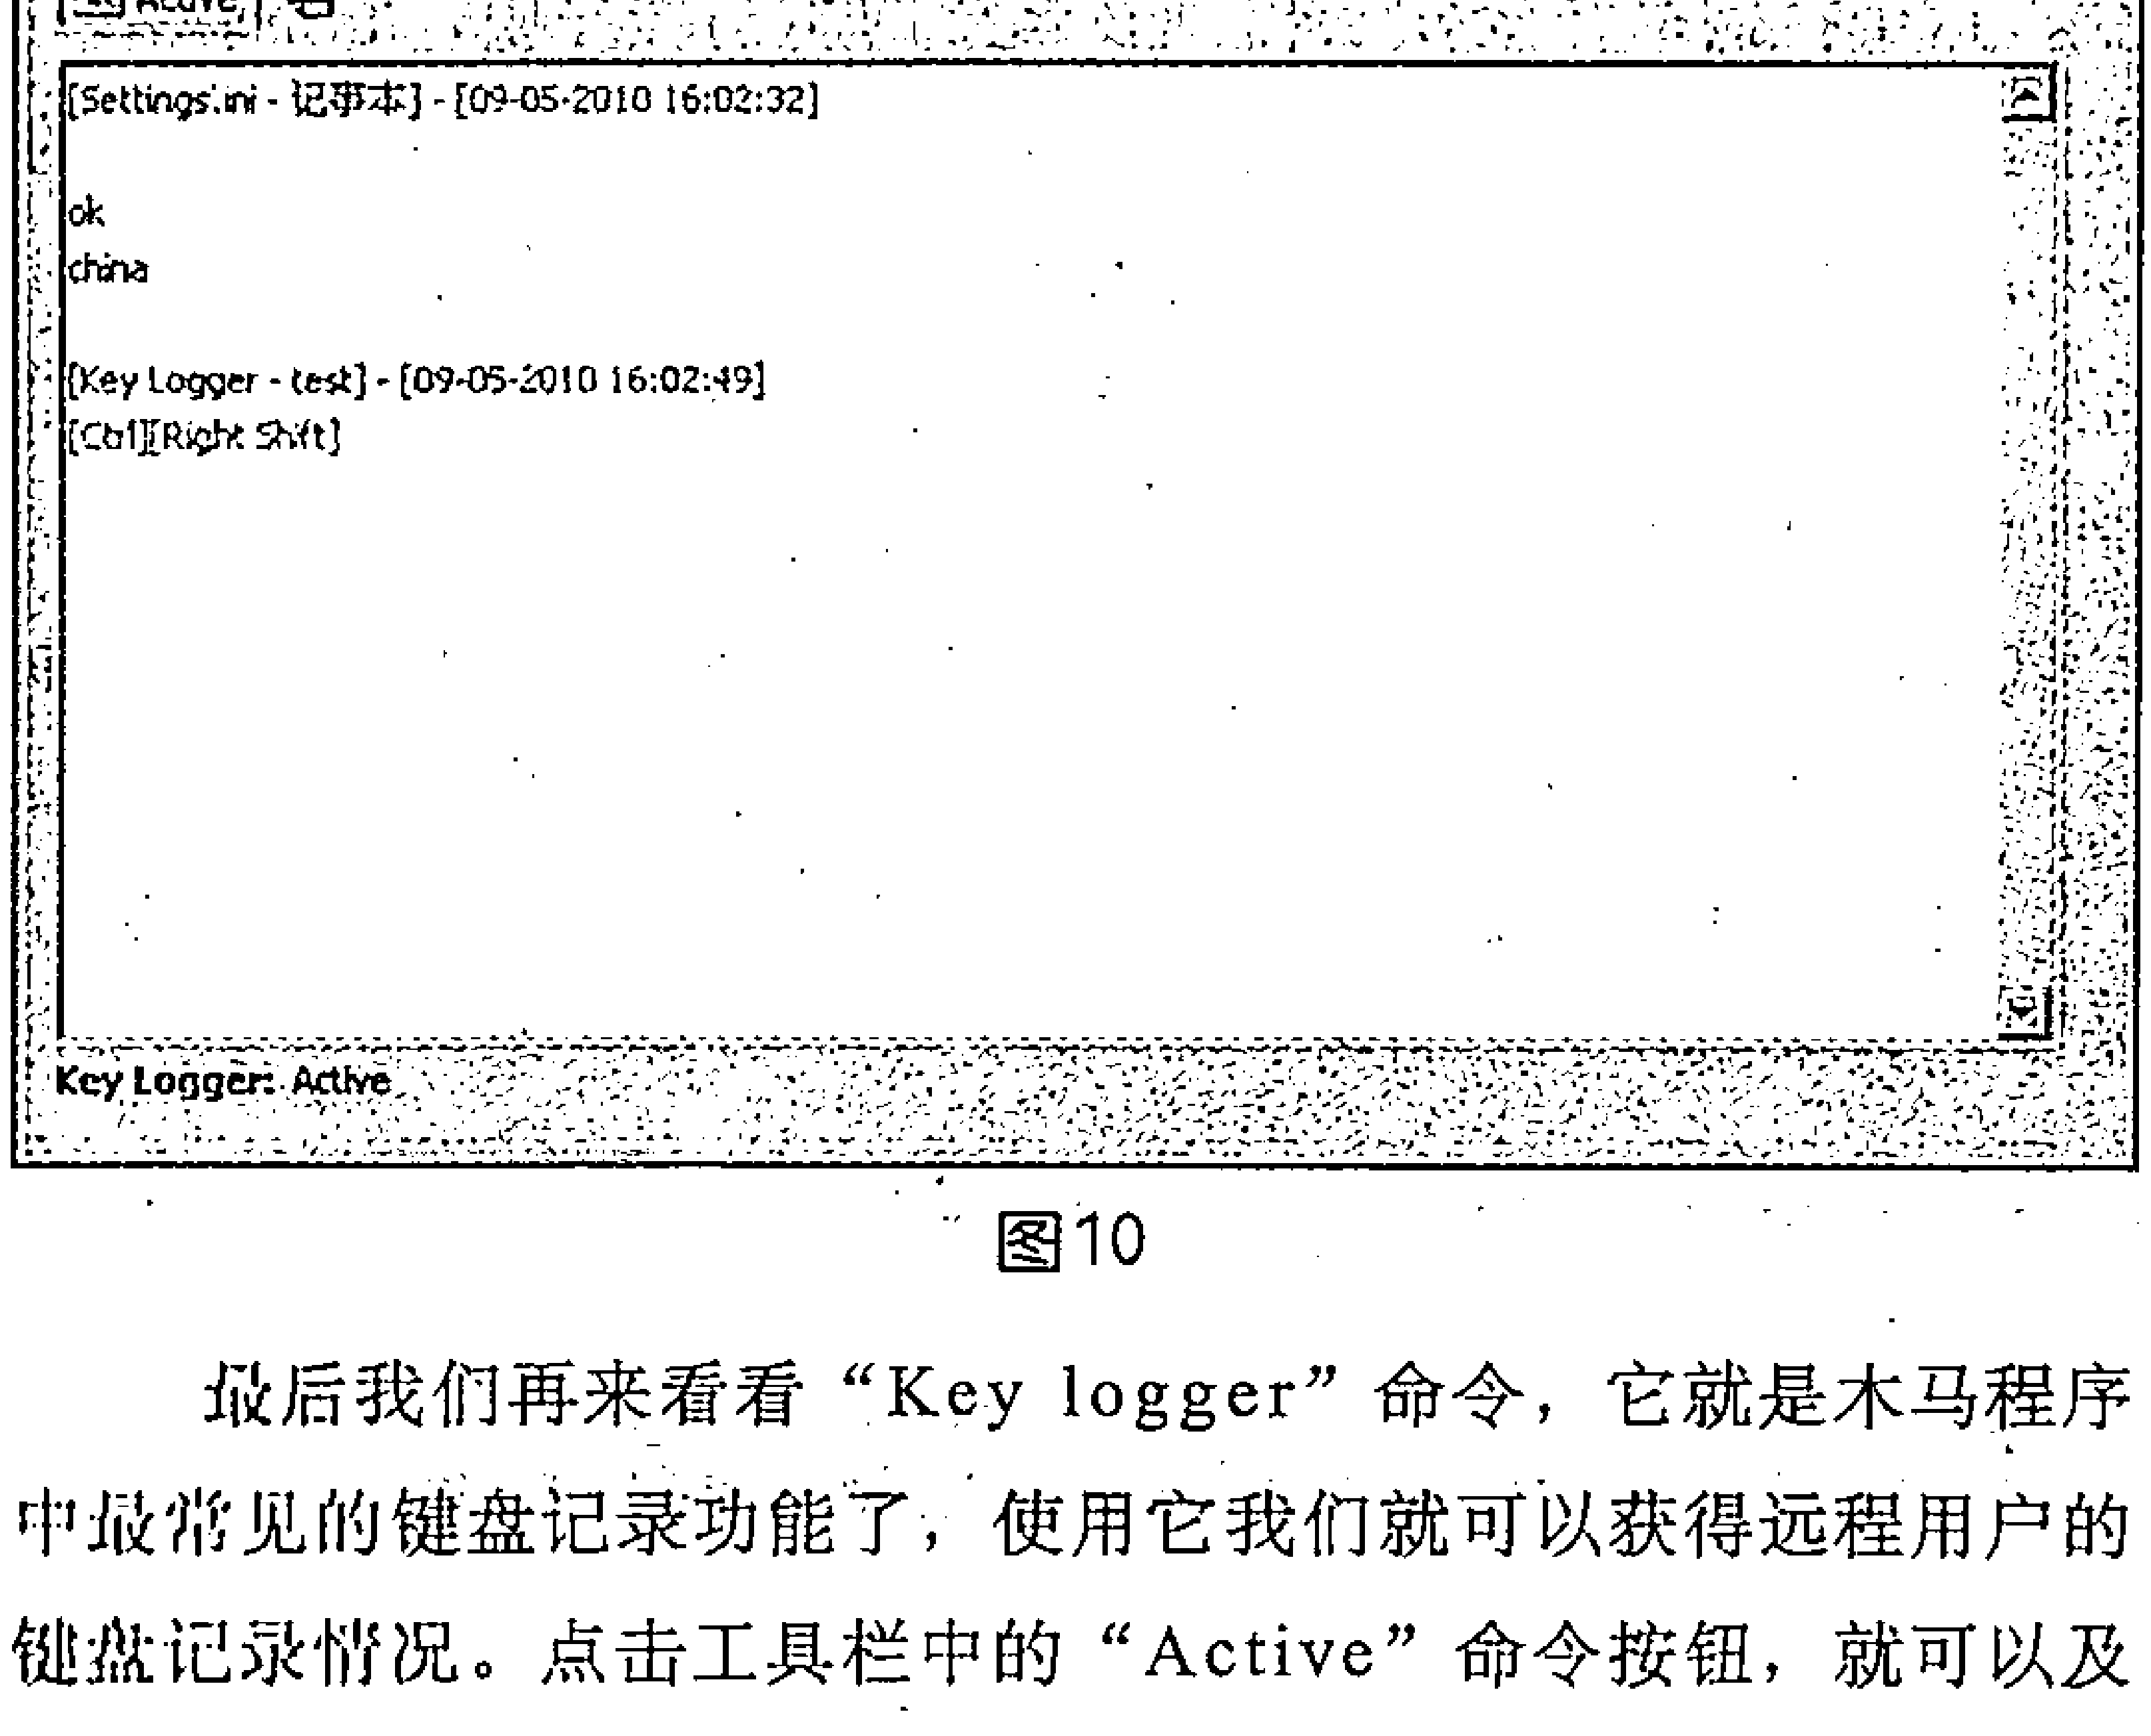 Active
[Settings.ini - 记事本] - [09-05-2010 16:02:32]
ok
china
[Key Logger - test] - [09-05-2010 16:02:49]
[Ctrl][Right Shift]
Key Logger: Active
图10
最后我们再来看看“Key logger”命令，它就是木马程序
中最常见的键盘记录功能了，使用它我们就可以获得远程用户的
键盘记录情况。点击工具栏中的“Active”命令按钮，就可以及